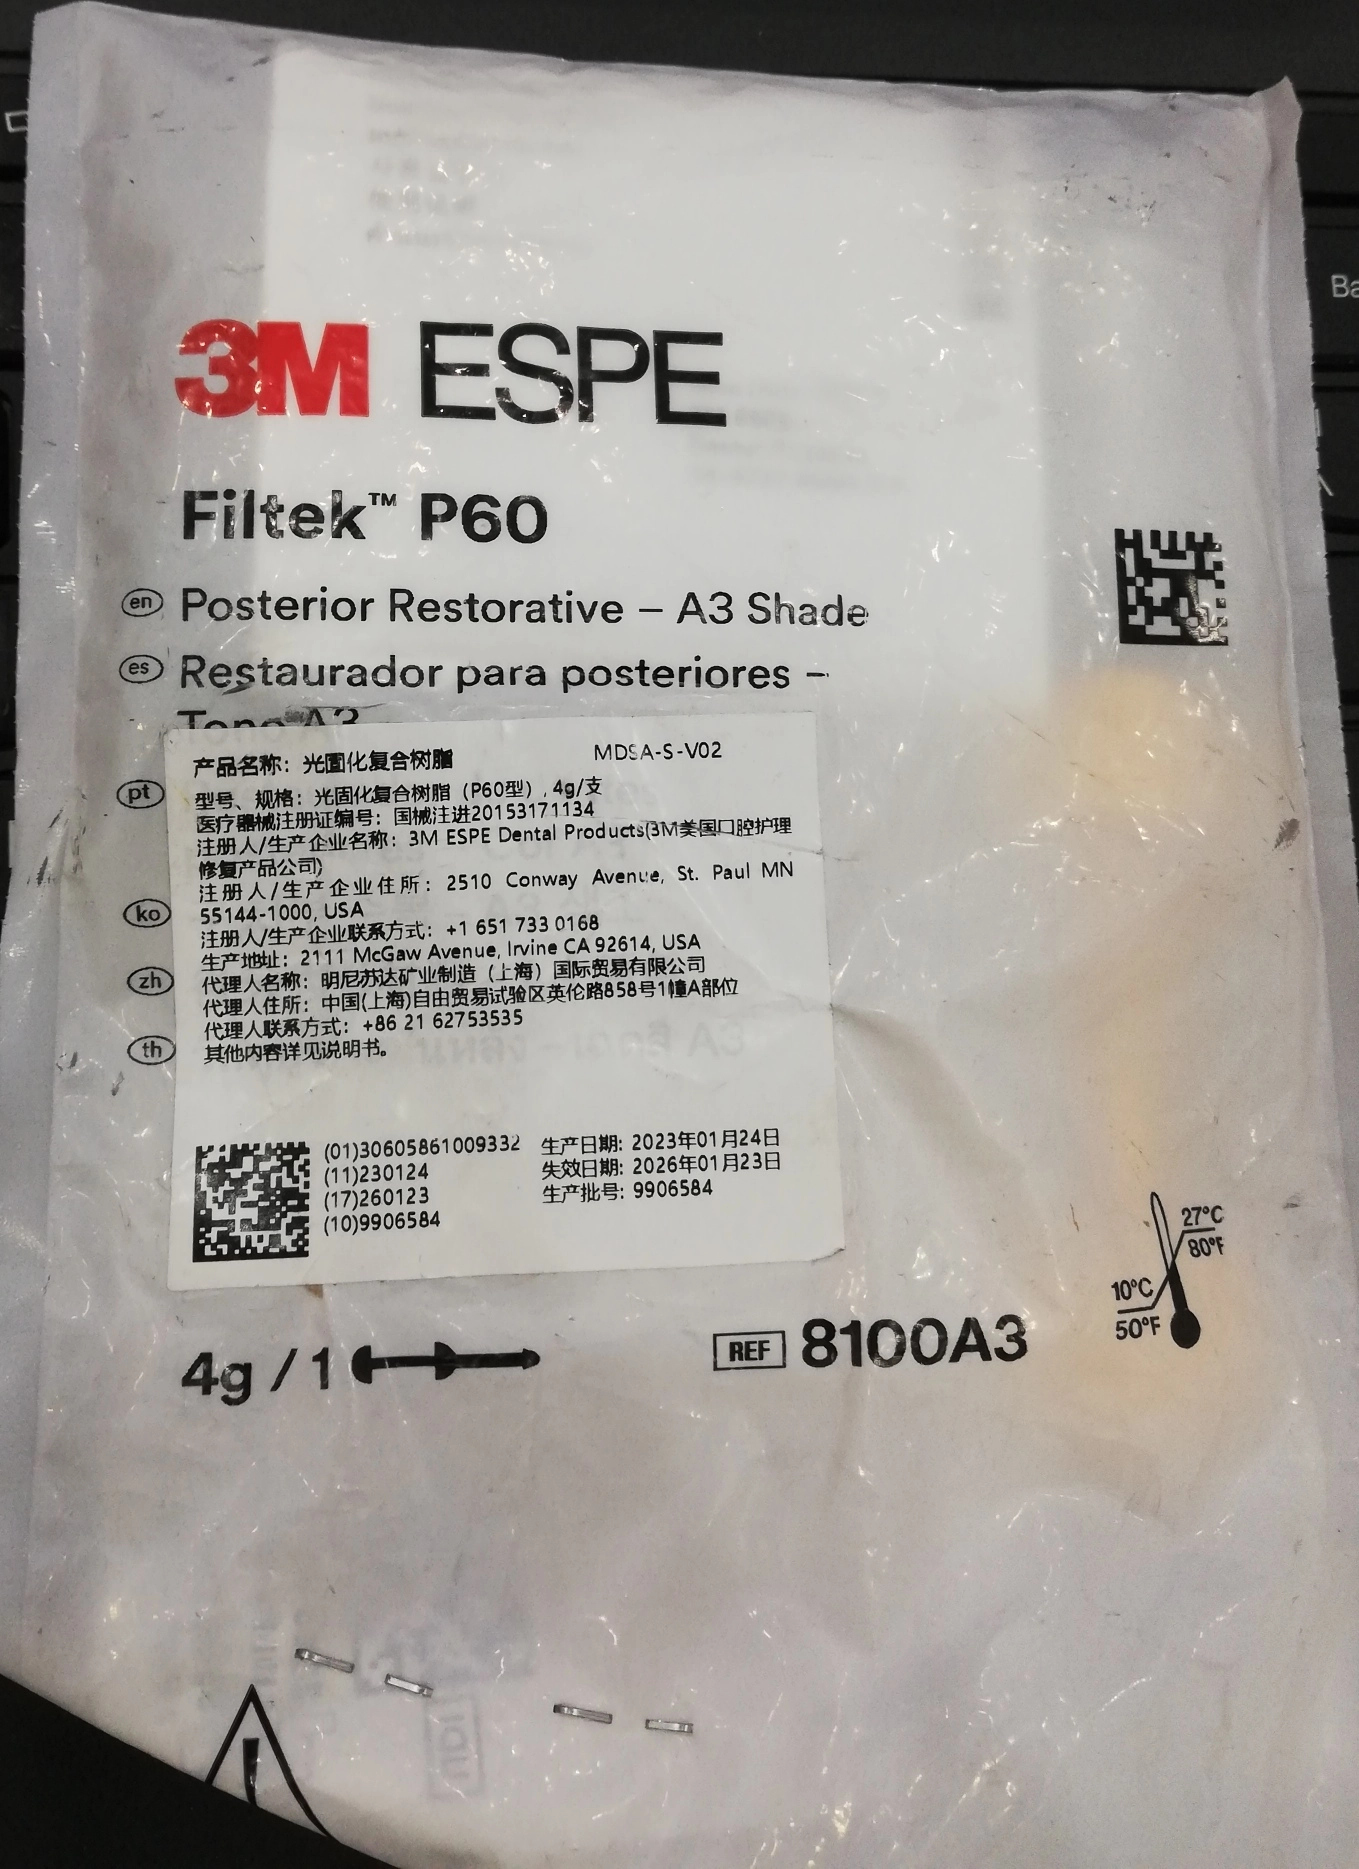 3M ESPE
Filtek™ P60
en Posterior Restorative – A3 Shade
es Restaurador para posteriores –
Tono A3
pt
ko
zh
th
产品名称：光固化复合树脂 MDSA-S-V02
型号、规格：光固化复合树脂（P60型）, 4g/支
医疗器械注册证编号：国械注进20153171134
注册人/生产企业名称：3M ESPE Dental Products(3M美国口腔护理
修复产品公司)
注册人/生产企业住所：2510 Conway Avenue, St. Paul MN
55144-1000, USA
注册人/生产企业联系方式：+1 651 733 0168
生产地址：2111 McGaw Avenue, Irvine CA 92614, USA
代理人名称：明尼苏达矿业制造（上海）国际贸易有限公司
代理人住所：中国(上海)自由贸易试验区英伦路858号1幢A部位
代理人联系方式：+86 21 62753535
其他内容详见说明书。
(01)30605861009332 生产日期: 2023年01月24日
(11)230124 失效日期: 2026年01月23日
(17)260123 生产批号: 9906584
(10)9906584
27°C
80°F
10°C
50°F
4g / 1
REF 8100A3
Ba